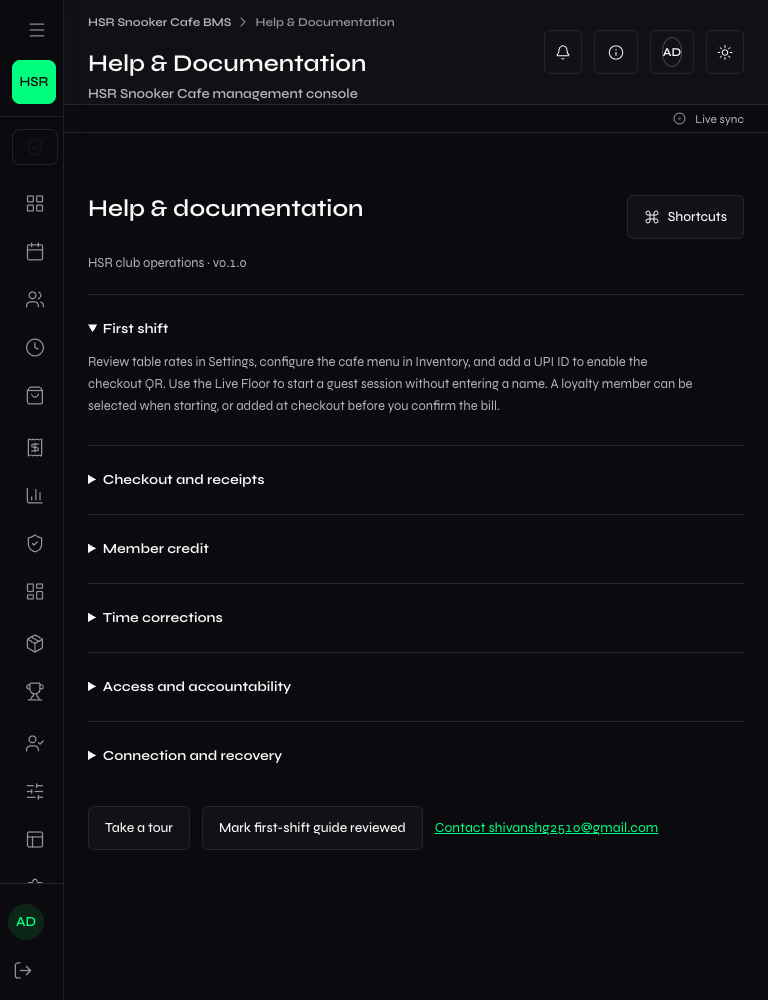 HSR Snooker Cafe BMS > Help & Documentation
Help & Documentation
HSR Snooker Cafe management console
HSR
AD
Live sync
Help & documentation
Shortcuts
HSR club operations · v0.1.0
First shift
Review table rates in Settings, configure the cafe menu in Inventory, and add a UPI ID to enable the
checkout QR. Use the Live Floor to start a guest session without entering a name. A loyalty member can be
selected when starting, or added at checkout before you confirm the bill.
Checkout and receipts
Member credit
Time corrections
Access and accountability
Connection and recovery
Take a tour
Mark first-shift guide reviewed
Contact shivanshg2510@gmail.com
AD